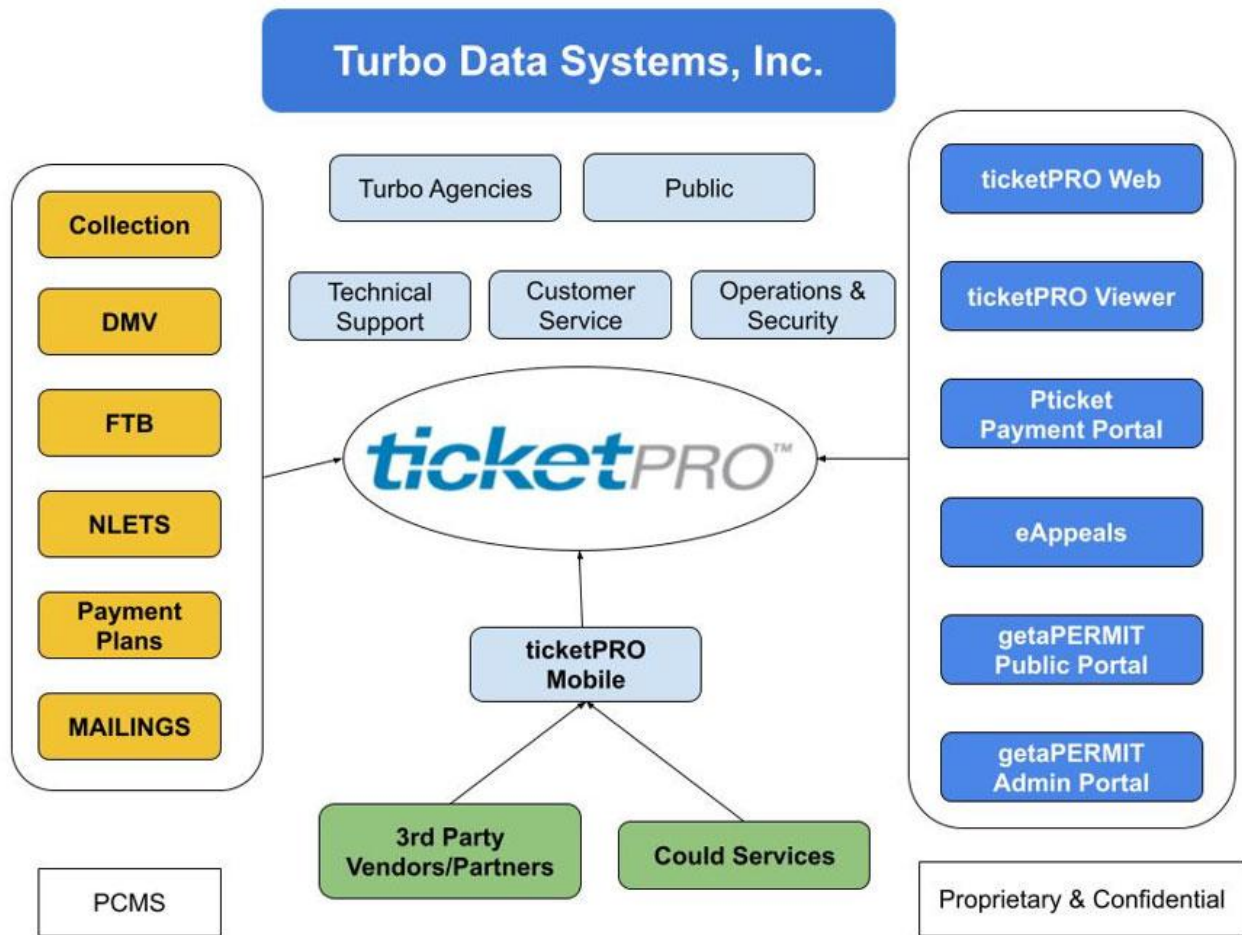 Turbo Data Systems, Inc.
Turbo Agencies
Public
Technical
Support
Customer
Service
Operations &
Security
Collection
DMV
FTB
NLETS
Payment
Plans
MAILINGS
ticketPRO™
ticketPRO
Mobile
3rd Party
Vendors/Partners
Could Services
ticketPRO Web
ticketPRO Viewer
Pticket
Payment Portal
eAppeals
getaPERMIT
Public Portal
getaPERMIT
Admin Portal
PCMS
Proprietary & Confidential